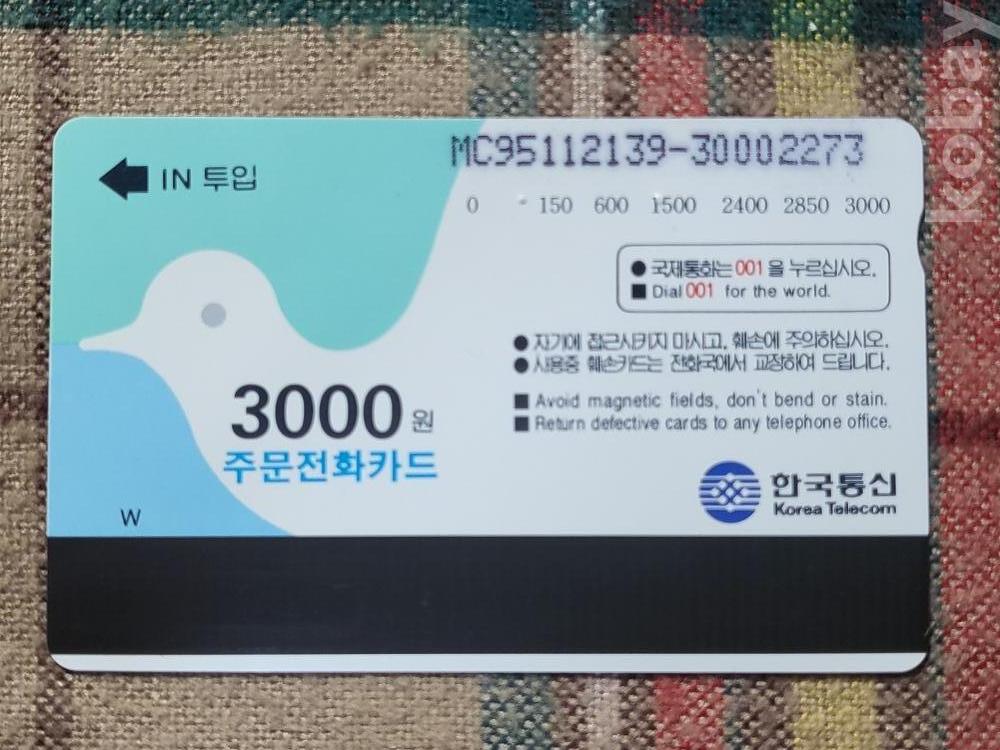 kobay
MC95112139-30002273
IN 투입
0 150 600 1500 2400 2850 3000
● 국제통화는 001 을 누르십시오.
■ Dial 001 for the world.
● 자기에 접근시키지 마시고, 훼손에 주의하십시오.
● 사용중 훼손카드는 전화국에서 교정하여 드립니다.
■ Avoid magnetic fields, don't bend or stain.
■ Return defective cards to any telephone office.
3000 원
주문전화카드
한국통신
Korea Telecom
W